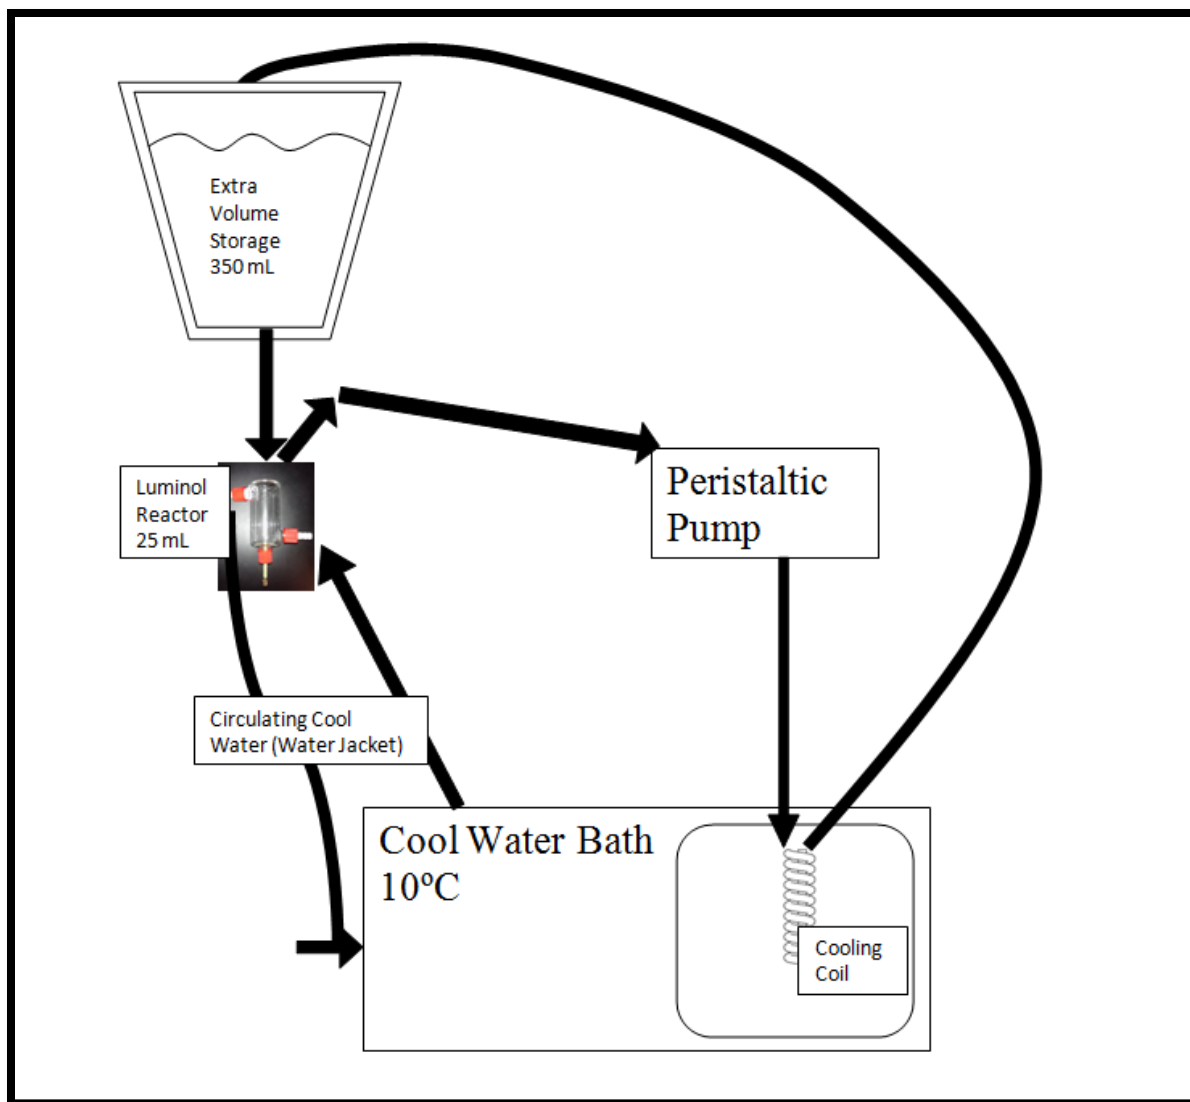 Extra
Volume
Storage
350 mL
Luminol
Reactor
25 mL
Peristaltic
Pump
Circulating Cool
Water (Water Jacket)
Cool Water Bath
10ºC
Cooling
Coil